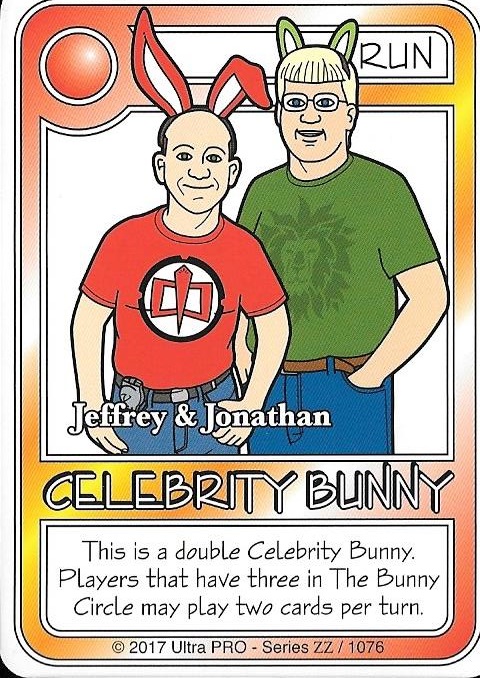 RUN
Jeffrey & Jonathan
CELEBRITY BUNNY
This is a double Celebrity Bunny.
Players that have three in The Bunny
Circle may play two cards per turn.
© 2017 Ultra PRO - Series ZZ / 1076